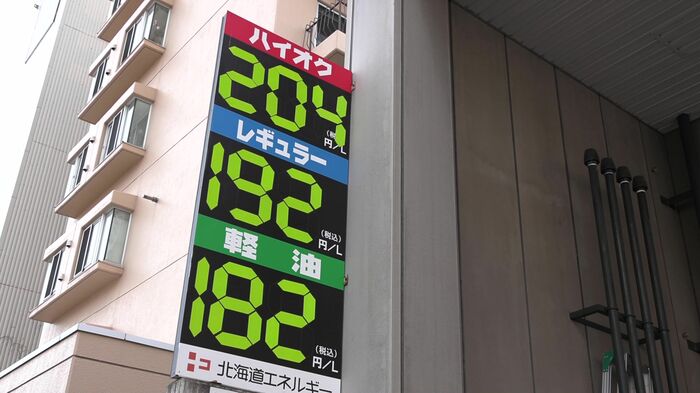 ハイオク
204
(税込)
円/L
レギュラー
192
(税込)
円/L
軽油
182
(税込)
円/L
北海道エネルギー